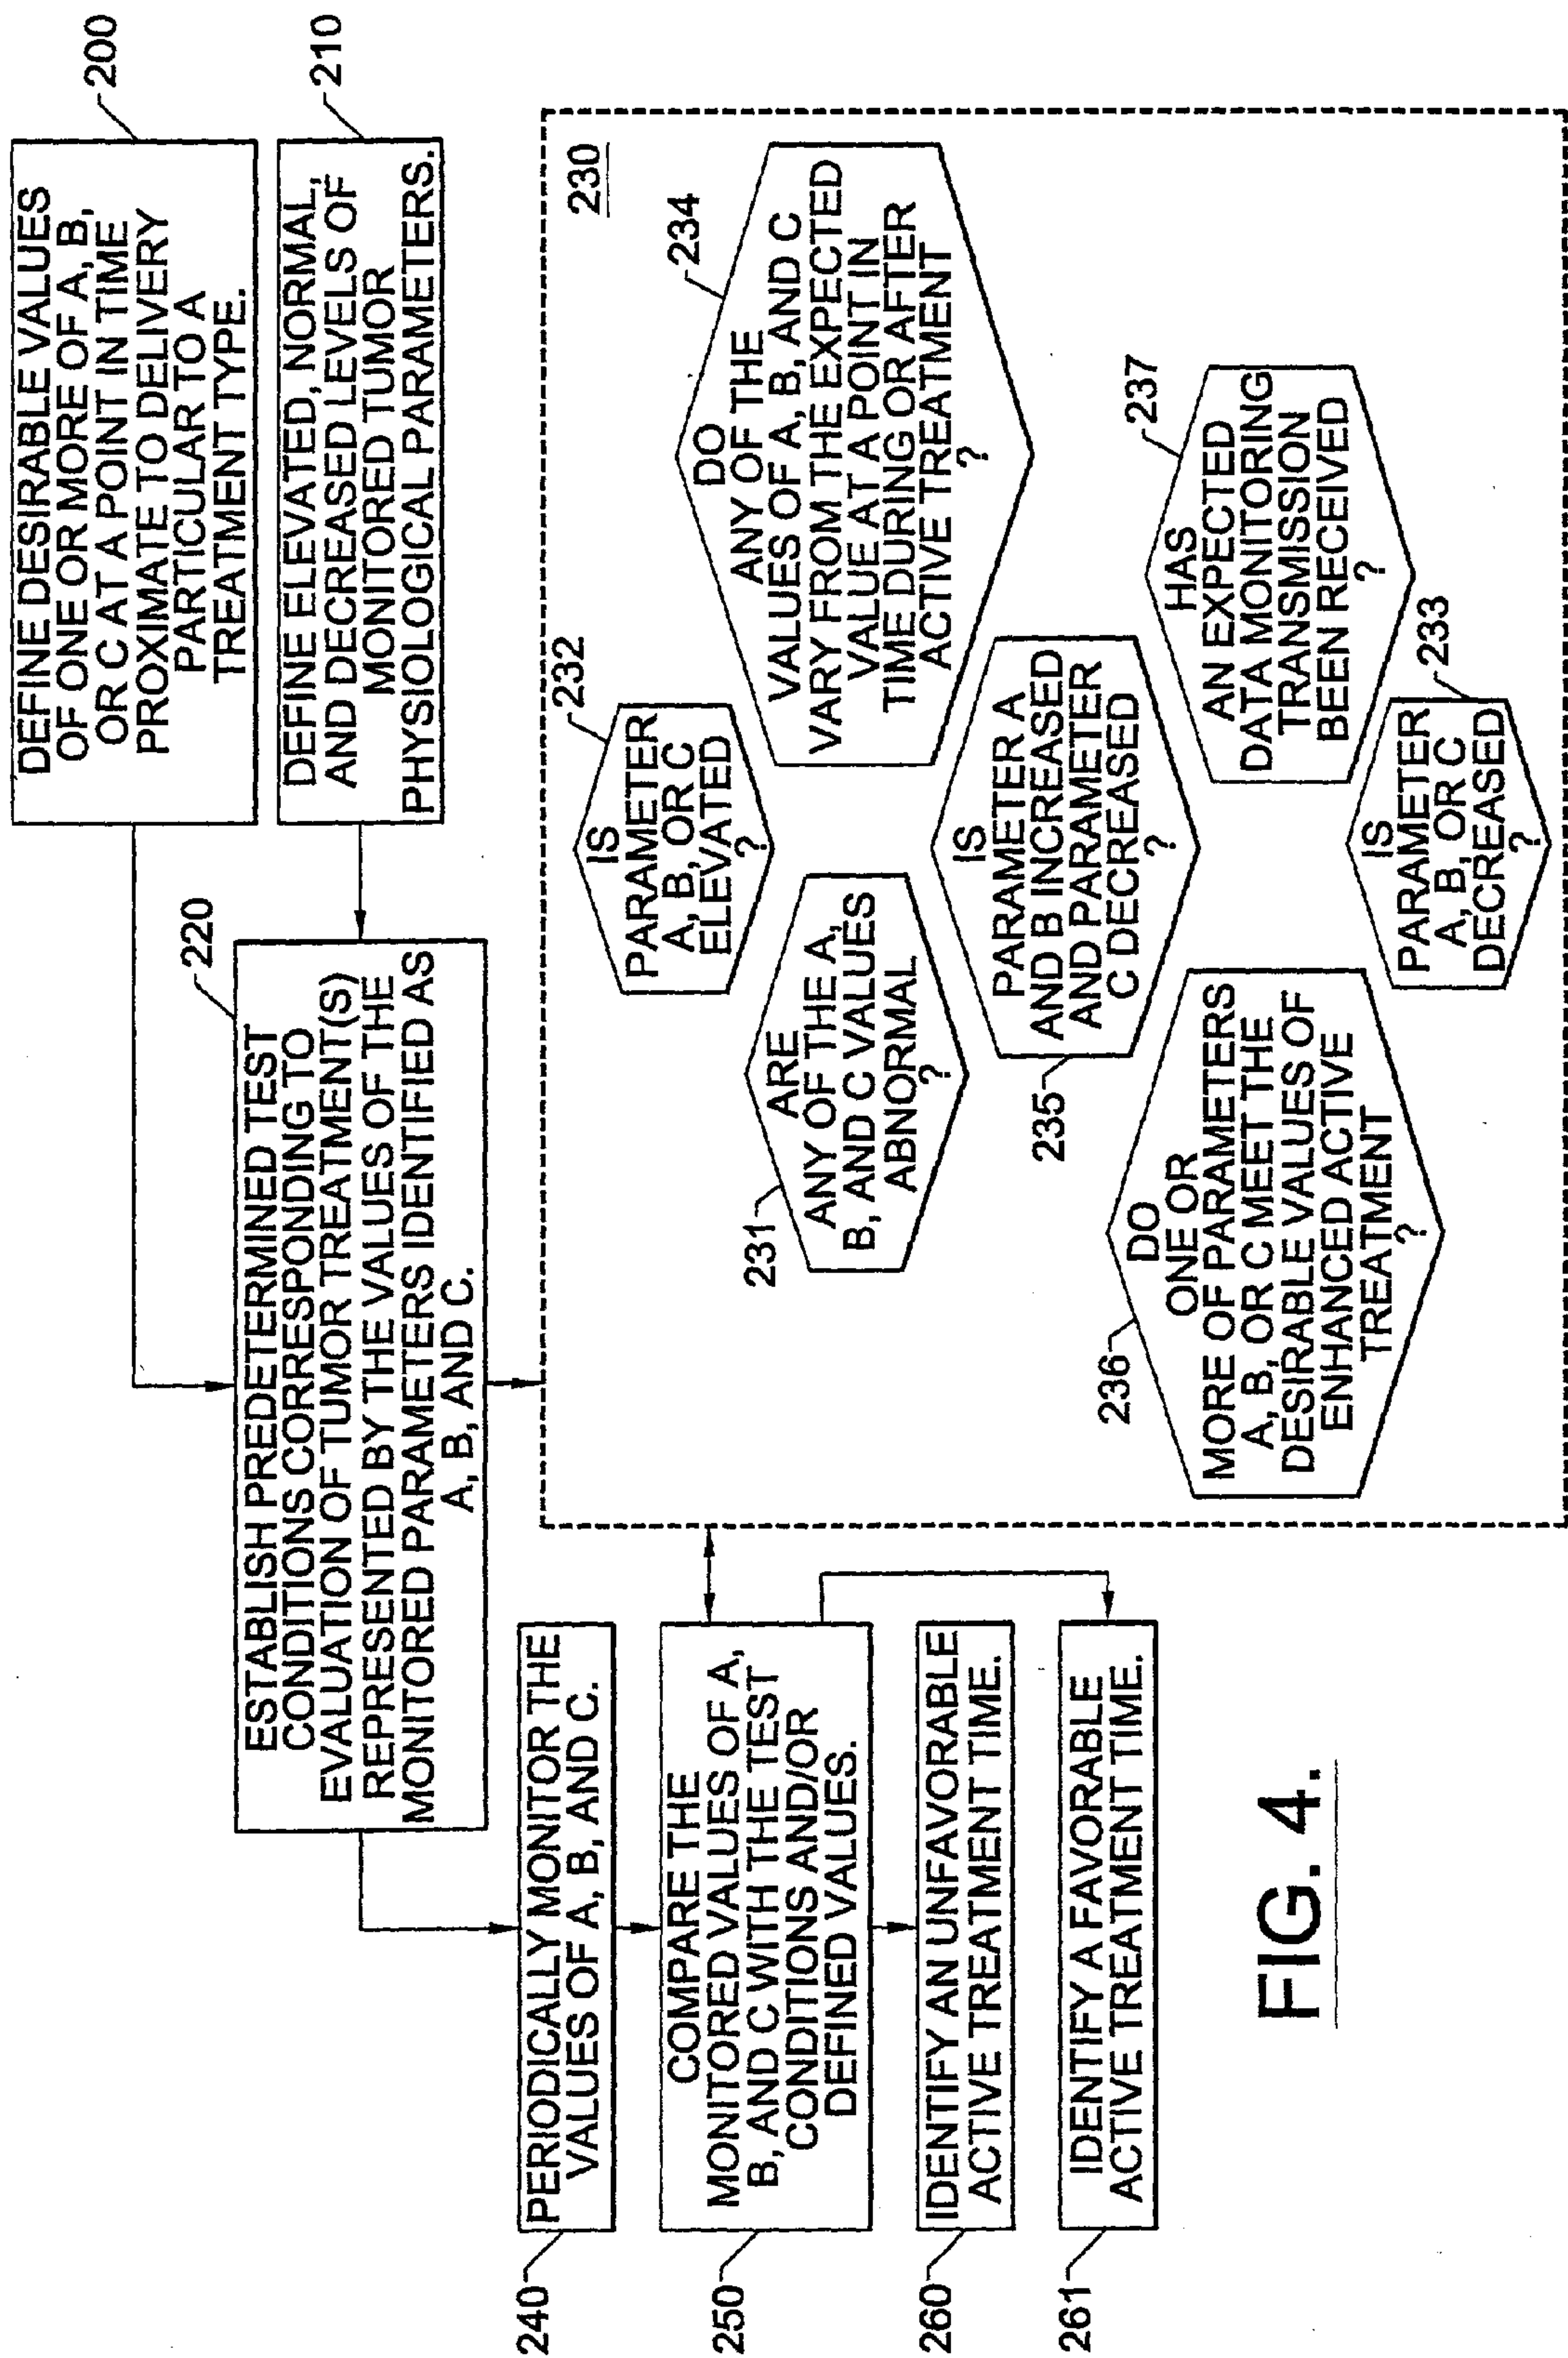 200
DEFINE DESIRABLE VALUES
OF ONE OR MORE OF A, B,
OR C AT A POINT IN TIME
PROXIMATE TO DELIVERY
PARTICULAR TO A
TREATMENT TYPE.
210
DEFINE ELEVATED, NORMAL,
AND DECREASED LEVELS OF
MONITORED TUMOR
PHYSIOLOGICAL PARAMETERS.
220
ESTABLISH PREDETERMINED TEST
CONDITIONS CORRESPONDING TO
EVALUATION OF TUMOR TREATMENT(S)
REPRESENTED BY THE VALUES OF THE
MONITORED PARAMETERS IDENTIFIED AS
A, B, AND C.
240
PERIODICALLY MONITOR THE
VALUES OF A, B, AND C.
250
COMPARE THE
MONITORED VALUES OF A,
B, AND C WITH THE TEST
CONDITIONS AND/OR
DEFINED VALUES.
260
IDENTIFY AN UNFAVORABLE
ACTIVE TREATMENT TIME.
261
IDENTIFY A FAVORABLE
ACTIVE TREATMENT TIME.
230
231
ARE
ANY OF THE A,
B, AND C VALUES
ABNORMAL
?
232
IS
PARAMETER
A, B, OR C
ELEVATED
?
234
DO
ANY OF THE
VALUES OF A, B, AND C
VARY FROM THE EXPECTED
VALUE AT A POINT IN
TIME DURING OR AFTER
ACTIVE TREATMENT
?
235
IS
PARAMETER A
AND B INCREASED
AND PARAMETER
C DECREASED
?
236
DO
ONE OR
MORE OF PARAMETERS
A, B, OR C MEET THE
DESIRABLE VALUES OF
ENHANCED ACTIVE
TREATMENT
?
237
HAS
AN EXPECTED
DATA MONITORING
TRANSMISSION
BEEN RECEIVED
?
233
IS
PARAMETER
A, B, OR C
DECREASED
?
FIG. 4.